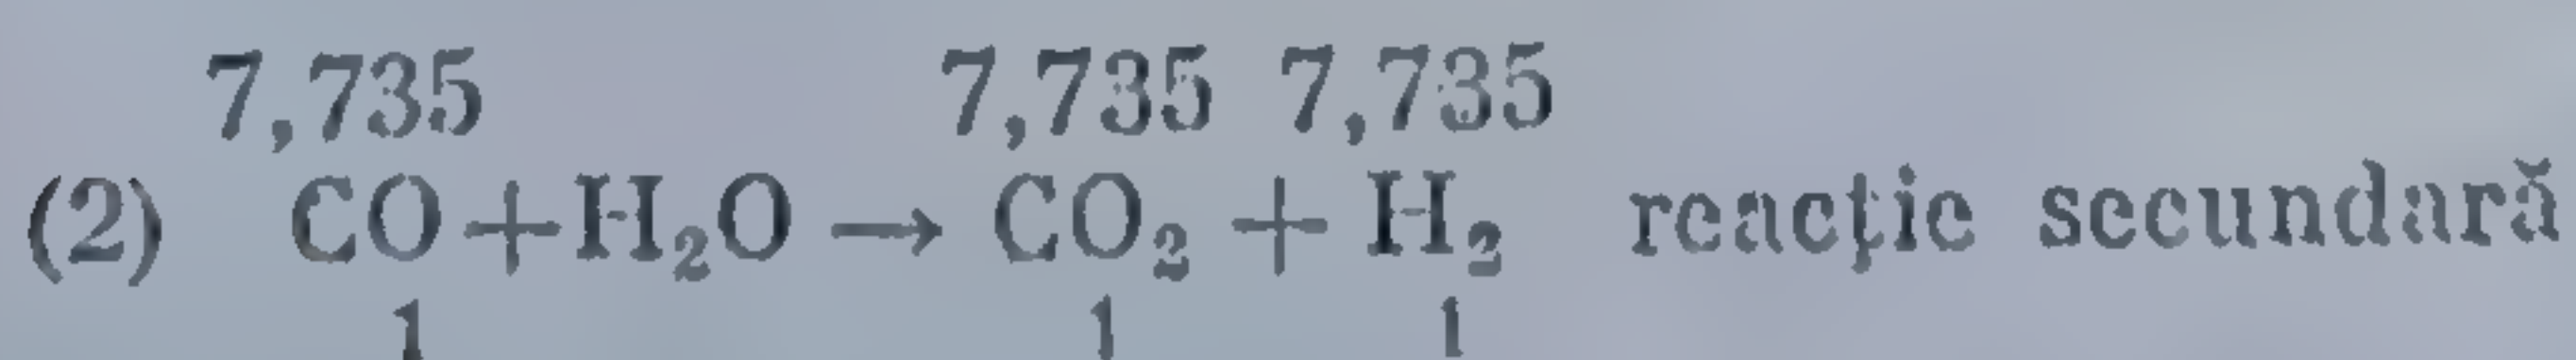 7,735 7,735 7,735
(2) CO+H₂O → CO₂ + H₂ reacţie secundară
1 1 1